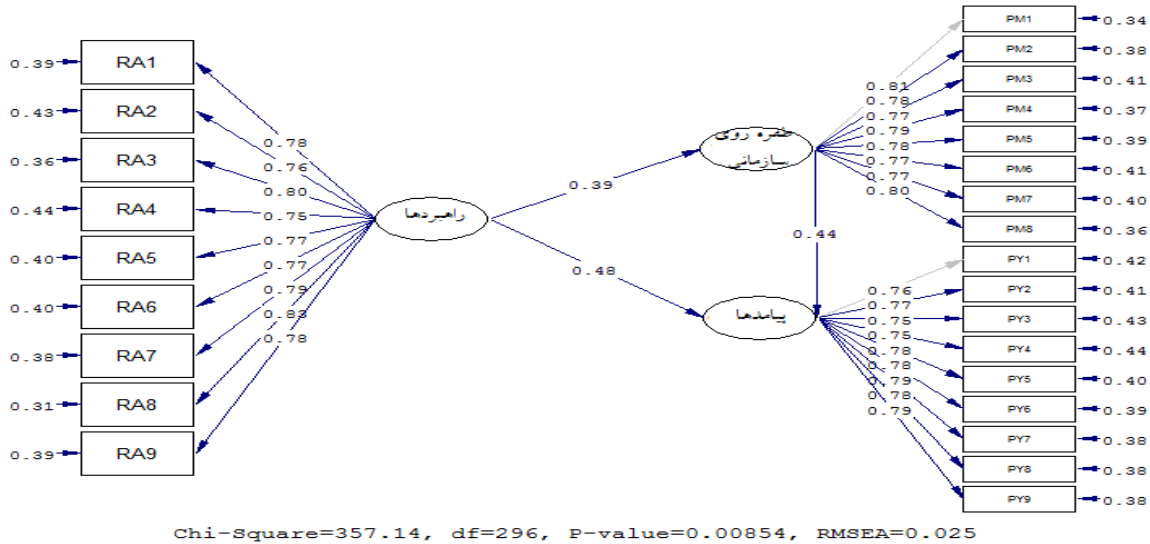 0.39 RA1
0.43 RA2
0.36 RA3
0.44 RA4
0.40 RA5
0.40 RA6
0.38 RA7
0.31 RA8
0.39 RA9
0.78
0.76
0.80
0.75
0.77
0.77
0.79
0.83
0.78
راهبردها
0.39
0.48
طفره روی
سازمانی
0.44
پیامدها
0.81
0.78
0.77
0.79
0.78
0.77
0.77
0.80
0.76
0.77
0.75
0.75
0.78
0.78
0.79
0.78
0.79
PM1 0.34
PM2 0.38
PM3 0.41
PM4 0.37
PM5 0.39
PM6 0.41
PM7 0.40
PM8 0.36
PY1 0.42
PY2 0.41
PY3 0.43
PY4 0.44
PY5 0.40
PY6 0.39
PY7 0.38
PY8 0.38
PY9 0.38
Chi-Square=357.14, df=296, P-value=0.00854, RMSEA=0.025